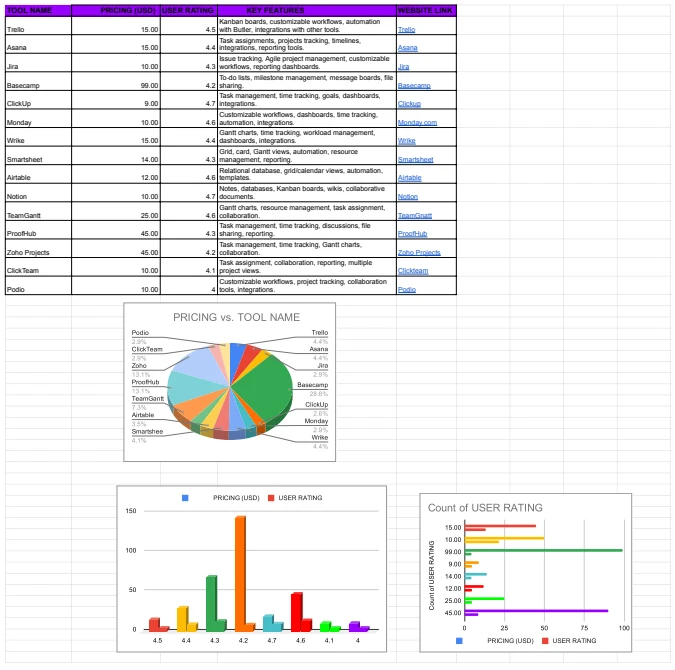 TOOL NAME PRICING (USD) USER RATING KEY FEATURES WEBSITE LINK
Trello 15.00 4.5 Kanban boards, customizable workflows, automation with Butler, integrations with other tools. Trello
Asana 15.00 4.4 Task assignments, projects tracking, timelines, integrations, reporting tools. Asana
Jira 10.00 4.3 Issue tracking, Agile project management, customizable workflows, reporting dashboards. Jira
Basecamp 99.00 4.2 To-do lists, milestone management, message boards, file sharing. Basecamp
ClickUp 9.00 4.7 Task management, time tracking, goals, dashboards, integrations. Clickup
Monday 10.00 4.6 Customizable workflows, dashboards, time tracking, automation, integrations. Monday.com
Wrike 15.00 4.4 Gantt charts, time tracking, workload management, dashboards, integrations. Wrike
Smartsheet 14.00 4.3 Grid, card, Gantt views, automation, resource management, reporting. Smartsheet
Airtable 12.00 4.6 Relational database, grid/calendar views, automation, templates. Airtable
Notion 10.00 4.7 Notes, databases, Kanban boards, wikis, collaborative documents. Notion
TeamGantt 25.00 4.6 Gantt charts, resource management, task assignment, collaboration. TeamGnatt
ProofHub 45.00 4.3 Task management, time tracking, discussions, file sharing, reporting. ProofHub
Zoho Projects 45.00 4.2 Task management, time tracking, Gantt charts, collaboration. Zoho Projects
ClickTeam 10.00 4.1 Task assignment, collaboration, reporting, multiple project views. Clickteam
Podio 10.00 4 Customizable workflows, project tracking, collaboration tools, integrations. Podio
PRICING vs. TOOL NAME
Podio
2.9%
ClickTeam
2.9%
Zoho
13.1%
ProofHub
13.1%
TeamGantt
7.3%
Airtable
3.5%
Smartshee
4.1%
Trello
4.4%
Asana
4.4%
Jira
2.9%
Basecamp
28.8%
ClickUp
2.6%
Monday
2.9%
Wrike
4.4%
PRICING (USD) USER RATING
150
100
50
0
4.5 4.4 4.3 4.2 4.7 4.6 4.1 4
Count of USER RATING
Count of USER RATING
15.00
10.00
99.00
9.00
14.00
12.00
25.00
45.00
0 25 50 75 100
PRICING (USD) USER RATING